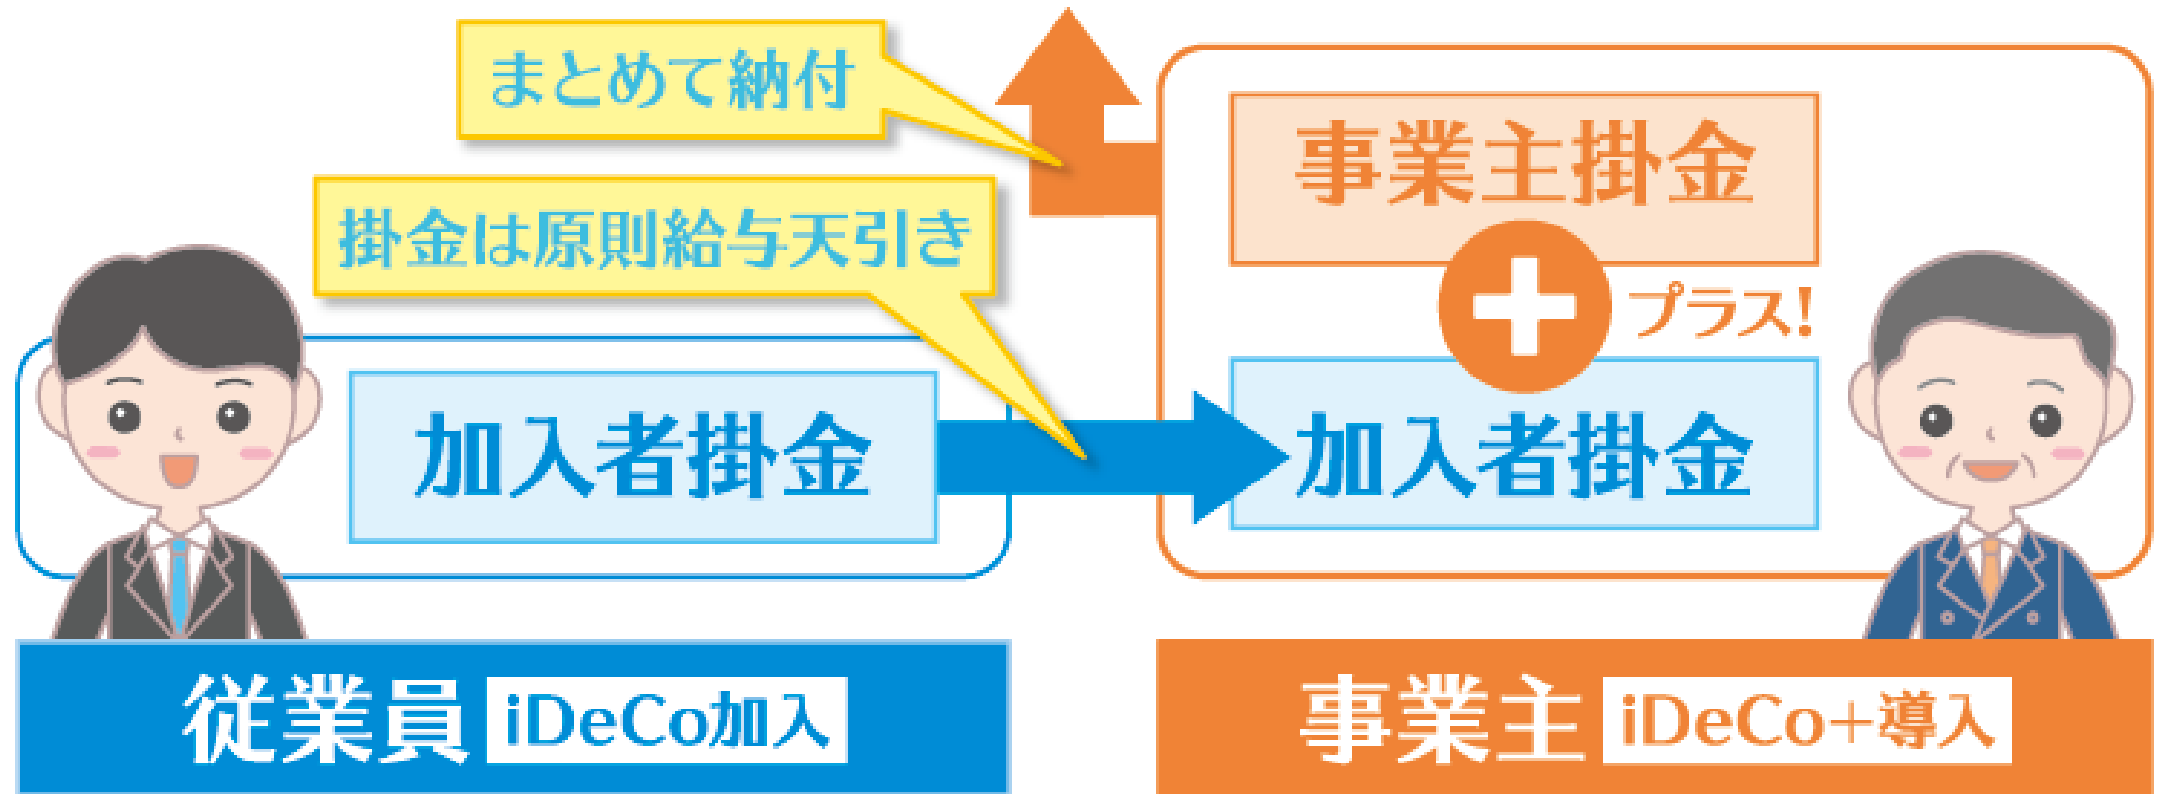 まとめて納付
掛金は原則給与天引き
加入者掛金
事業主掛金
プラス!
加入者掛金
従業員 iDeCo加入
事業主 iDeCo+導入